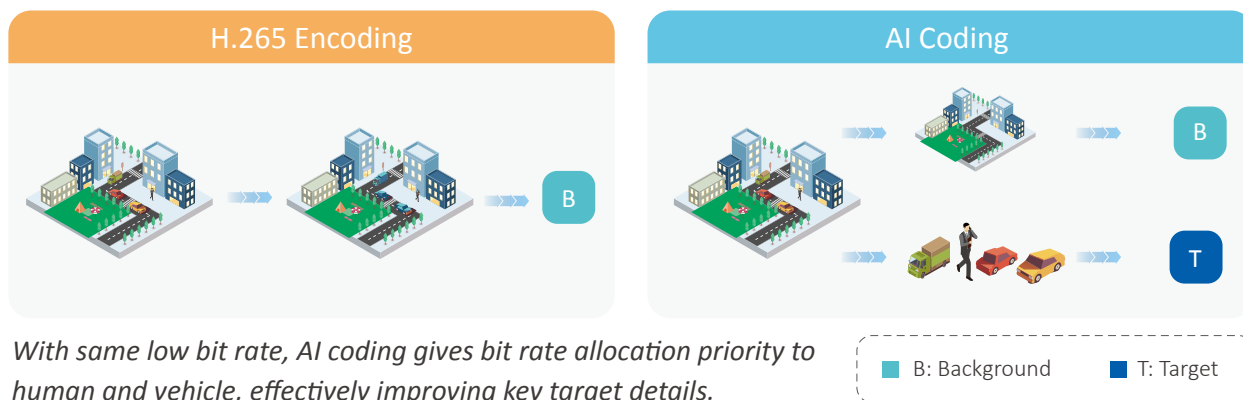 H.265 Encoding
AI Coding
B
B
T
With same low bit rate, AI coding gives bit rate allocation priority to
human and vehicle, effectively improving key target details.
B: Background
T: Target